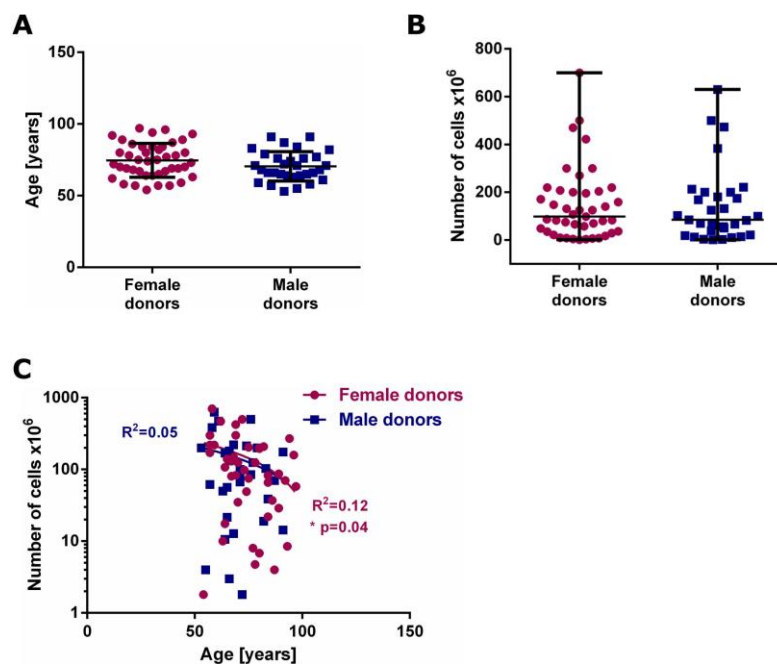 A
Age [years]
150
100
50
0
Female
donors
Male
donors
B
Number of cells x10⁶
800
600
400
200
0
Female
donors
Male
donors
C
Number of cells x10⁶
1000
100
10
1
0
50
100
150
Age [years]
Female donors
Male donors
R²=0.05
R²=0.12
* p=0.04